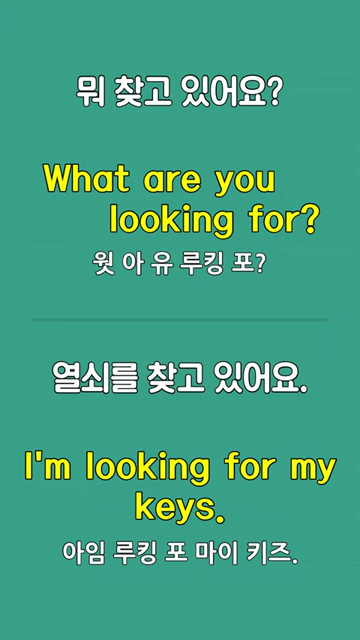 뭐 찾고 있어요?
What are you
looking for?
왓 아 유 루킹 포?
열쇠를 찾고 있어요.
I'm looking for my
keys.
아임 루킹 포 마이 키즈.